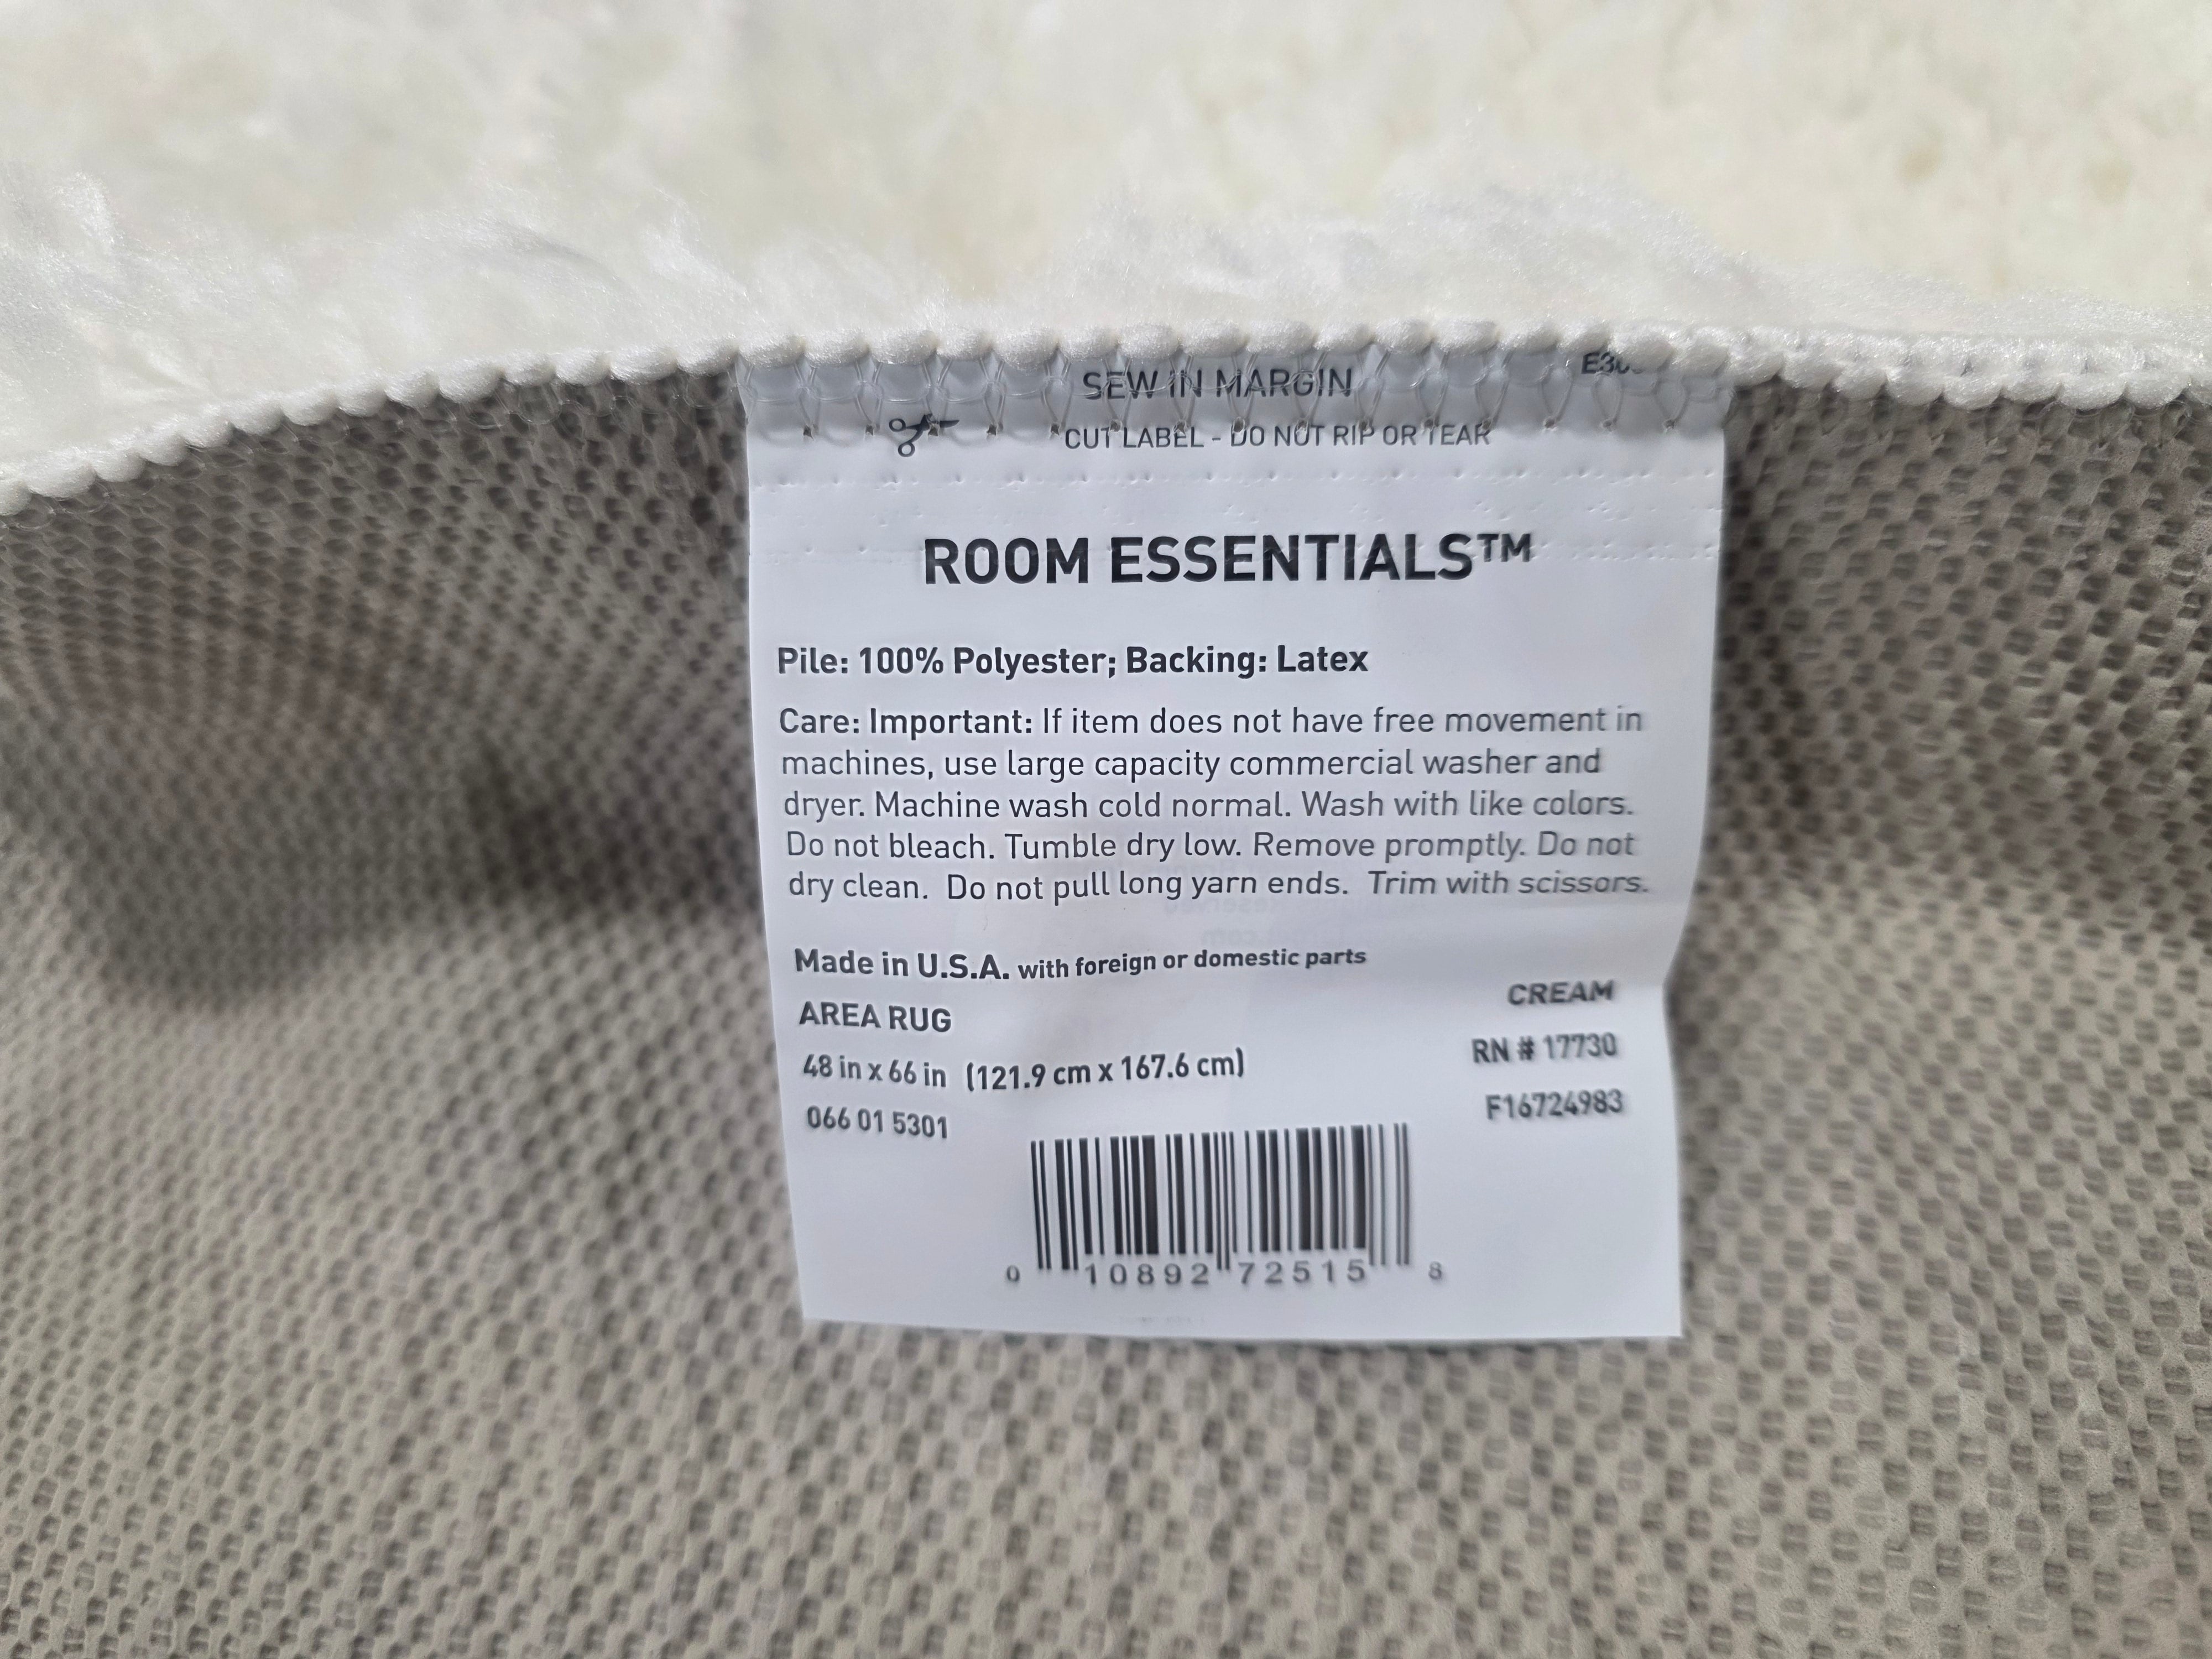 SEW IN MARGIN
CUT LABEL - DO NOT RIP OR TEAR
ROOM ESSENTIALS™
Pile: 100% Polyester; Backing: Latex
Care: Important: If item does not have free movement in
machines, use large capacity commercial washer and
dryer. Machine wash cold normal. Wash with like colors.
Do not bleach. Tumble dry low. Remove promptly. Do not
dry clean. Do not pull long yarn ends. Trim with scissors.
Made in U.S.A. with foreign or domestic parts
AREA RUG
CREAM
48 in x 66 in (121.9 cm x 167.6 cm)
RN # 17730
066 01 5301
F16724983
0 10892 72515 8